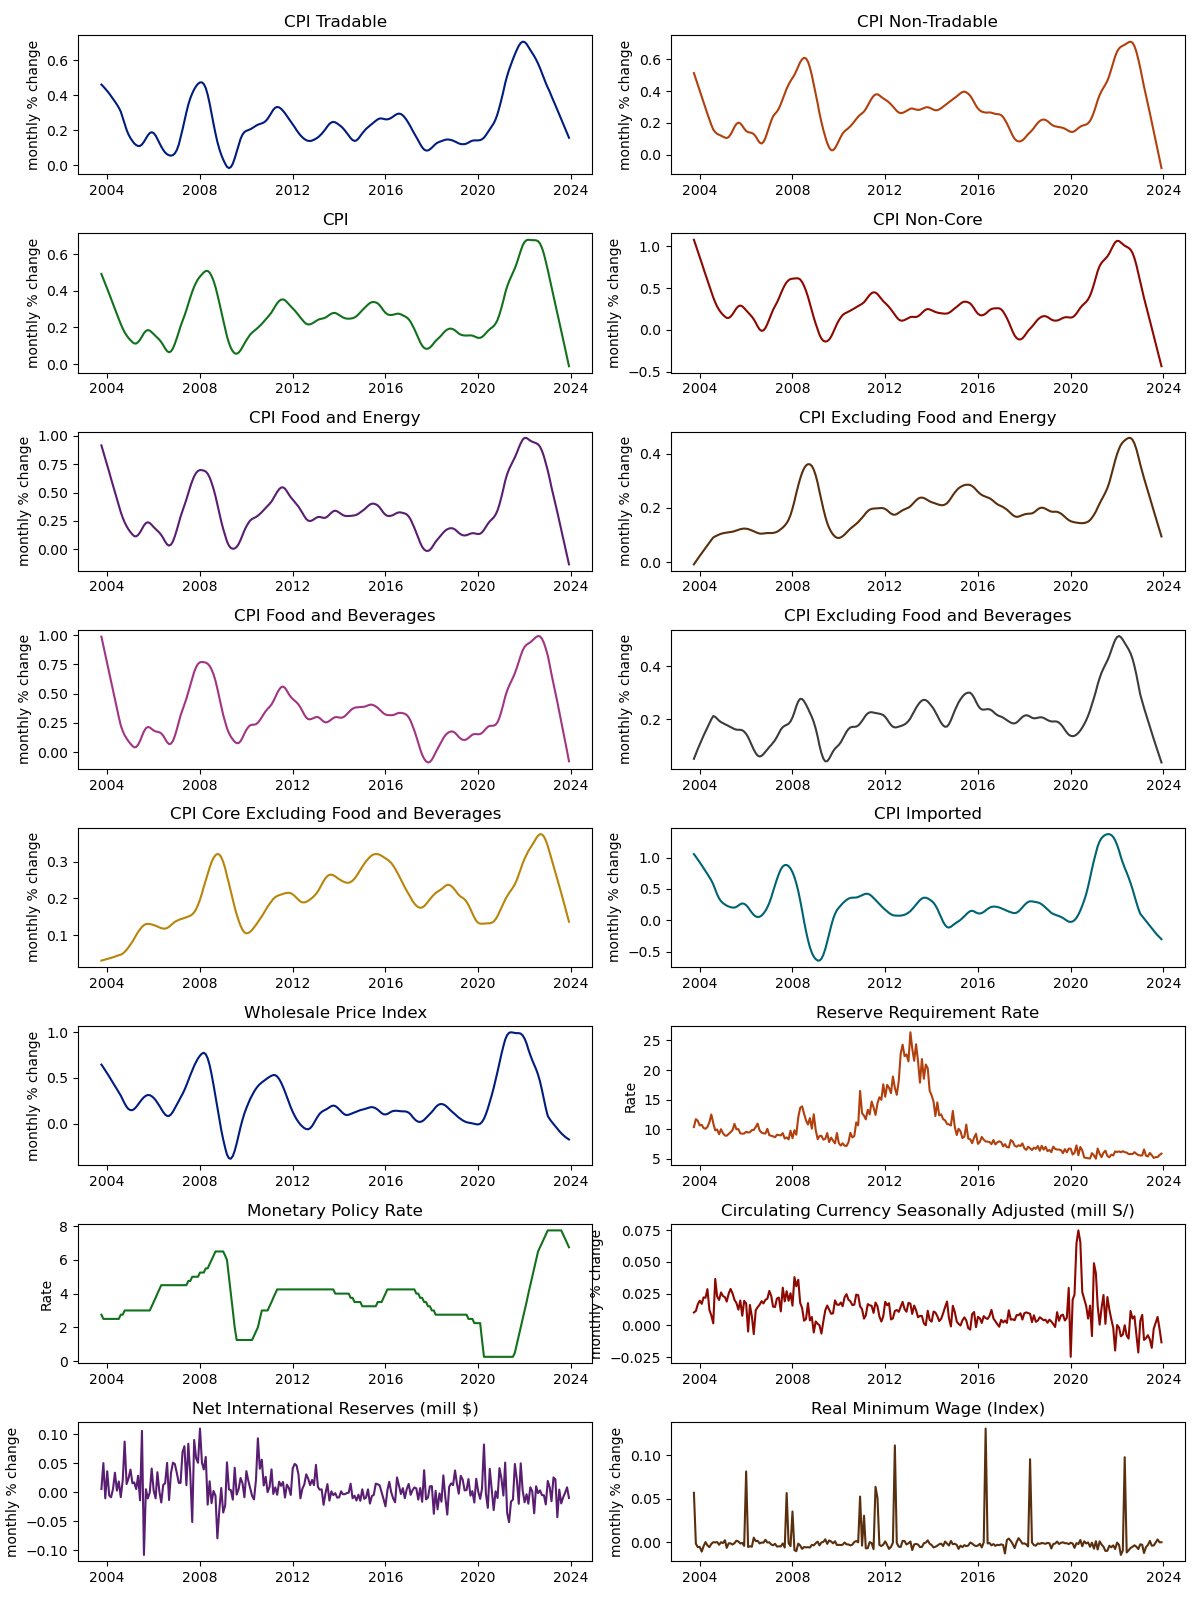 CPI Tradable
monthly % change
0.6
0.4
0.2
0.0
2004 2008 2012 2016 2020 2024
CPI Non-Tradable
monthly % change
0.6
0.4
0.2
0.0
2004 2008 2012 2016 2020 2024
CPI
monthly % change
0.6
0.4
0.2
0.0
2004 2008 2012 2016 2020 2024
CPI Non-Core
monthly % change
1.0
0.5
0.0
−0.5
2004 2008 2012 2016 2020 2024
CPI Food and Energy
monthly % change
1.00
0.75
0.50
0.25
0.00
2004 2008 2012 2016 2020 2024
CPI Excluding Food and Energy
monthly % change
0.4
0.2
0.0
2004 2008 2012 2016 2020 2024
CPI Food and Beverages
monthly % change
1.00
0.75
0.50
0.25
0.00
2004 2008 2012 2016 2020 2024
CPI Excluding Food and Beverages
monthly % change
0.4
0.2
2004 2008 2012 2016 2020 2024
CPI Core Excluding Food and Beverages
monthly % change
0.3
0.2
0.1
2004 2008 2012 2016 2020 2024
CPI Imported
monthly % change
1.0
0.5
0.0
−0.5
2004 2008 2012 2016 2020 2024
Wholesale Price Index
monthly % change
1.0
0.5
0.0
2004 2008 2012 2016 2020 2024
Reserve Requirement Rate
Rate
25
20
15
10
5
2004 2008 2012 2016 2020 2024
Monetary Policy Rate
Rate
8
6
4
2
0
2004 2008 2012 2016 2020 2024
Circulating Currency Seasonally Adjusted (mill S/)
monthly % change
0.075
0.050
0.025
0.000
−0.025
2004 2008 2012 2016 2020 2024
Net International Reserves (mill $)
monthly % change
0.10
0.05
0.00
−0.05
−0.10
2004 2008 2012 2016 2020 2024
Real Minimum Wage (Index)
monthly % change
0.10
0.05
0.00
2004 2008 2012 2016 2020 2024